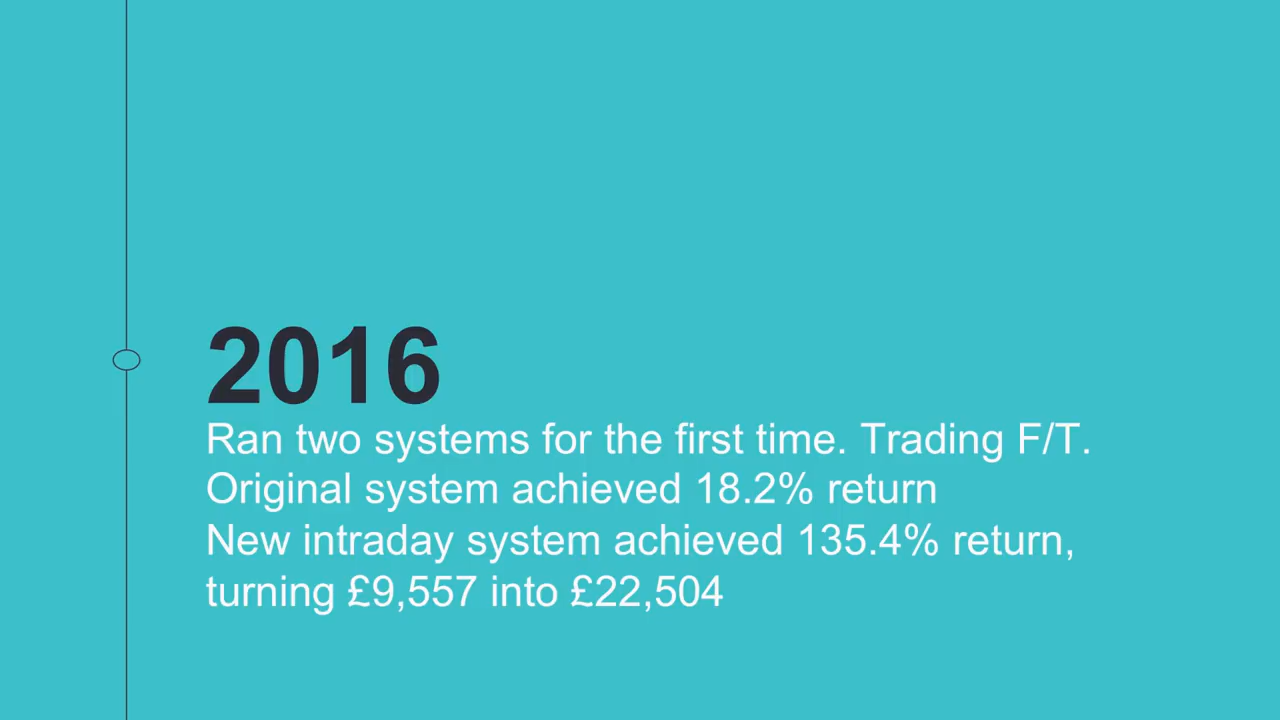 2016
Ran two systems for the first time. Trading F/T.
Original system achieved 18.2% return
New intraday system achieved 135.4% return,
turning £9,557 into £22,504